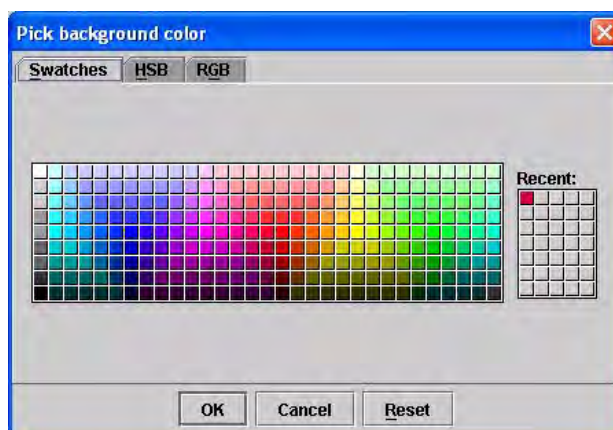 Pick background color
Swatches HSB RGB
Recent:
OK Cancel Reset